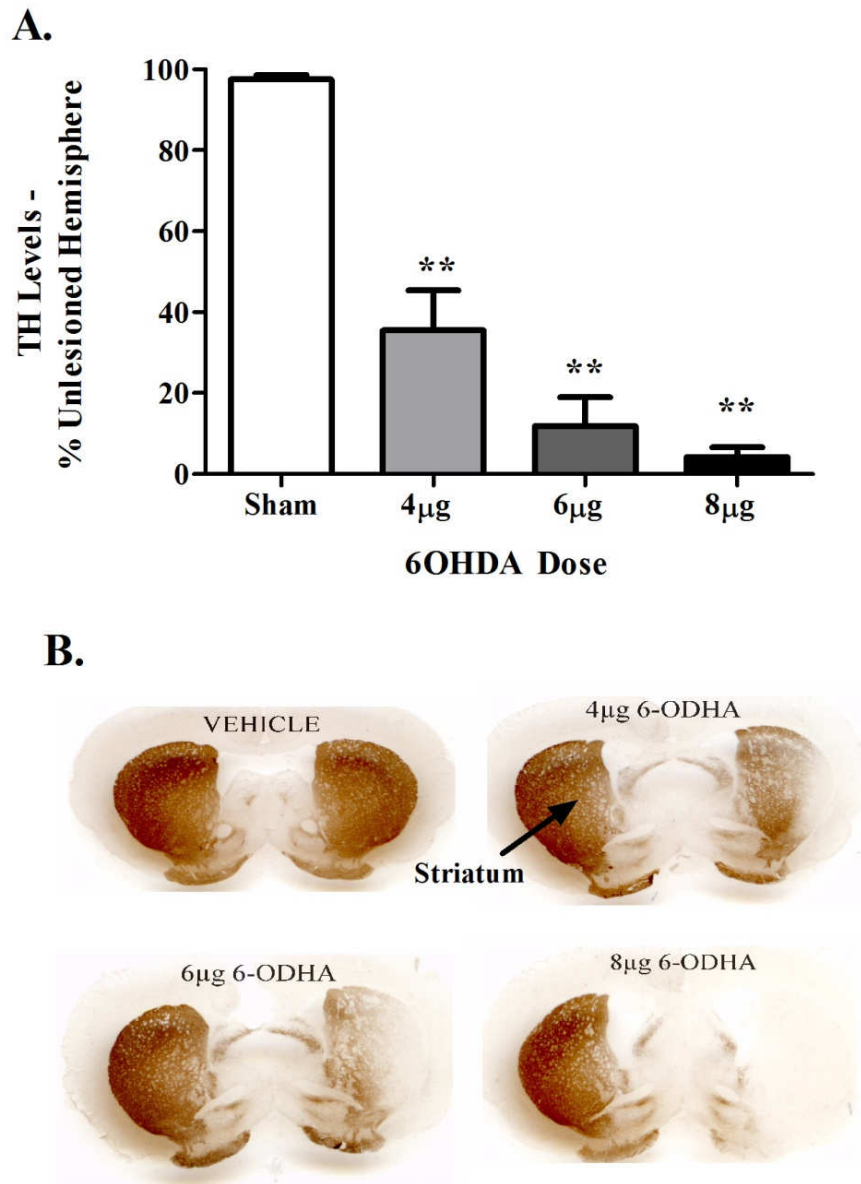 A.
TH Levels -
% Unlesioned Hemisphere
100
80
60
40
20
0
**
**
**
Sham 4µg 6µg 8µg
6OHDA Dose
B.
VEHICLE
4µg 6-ODHA
Striatum
6µg 6-ODHA
8µg 6-ODHA